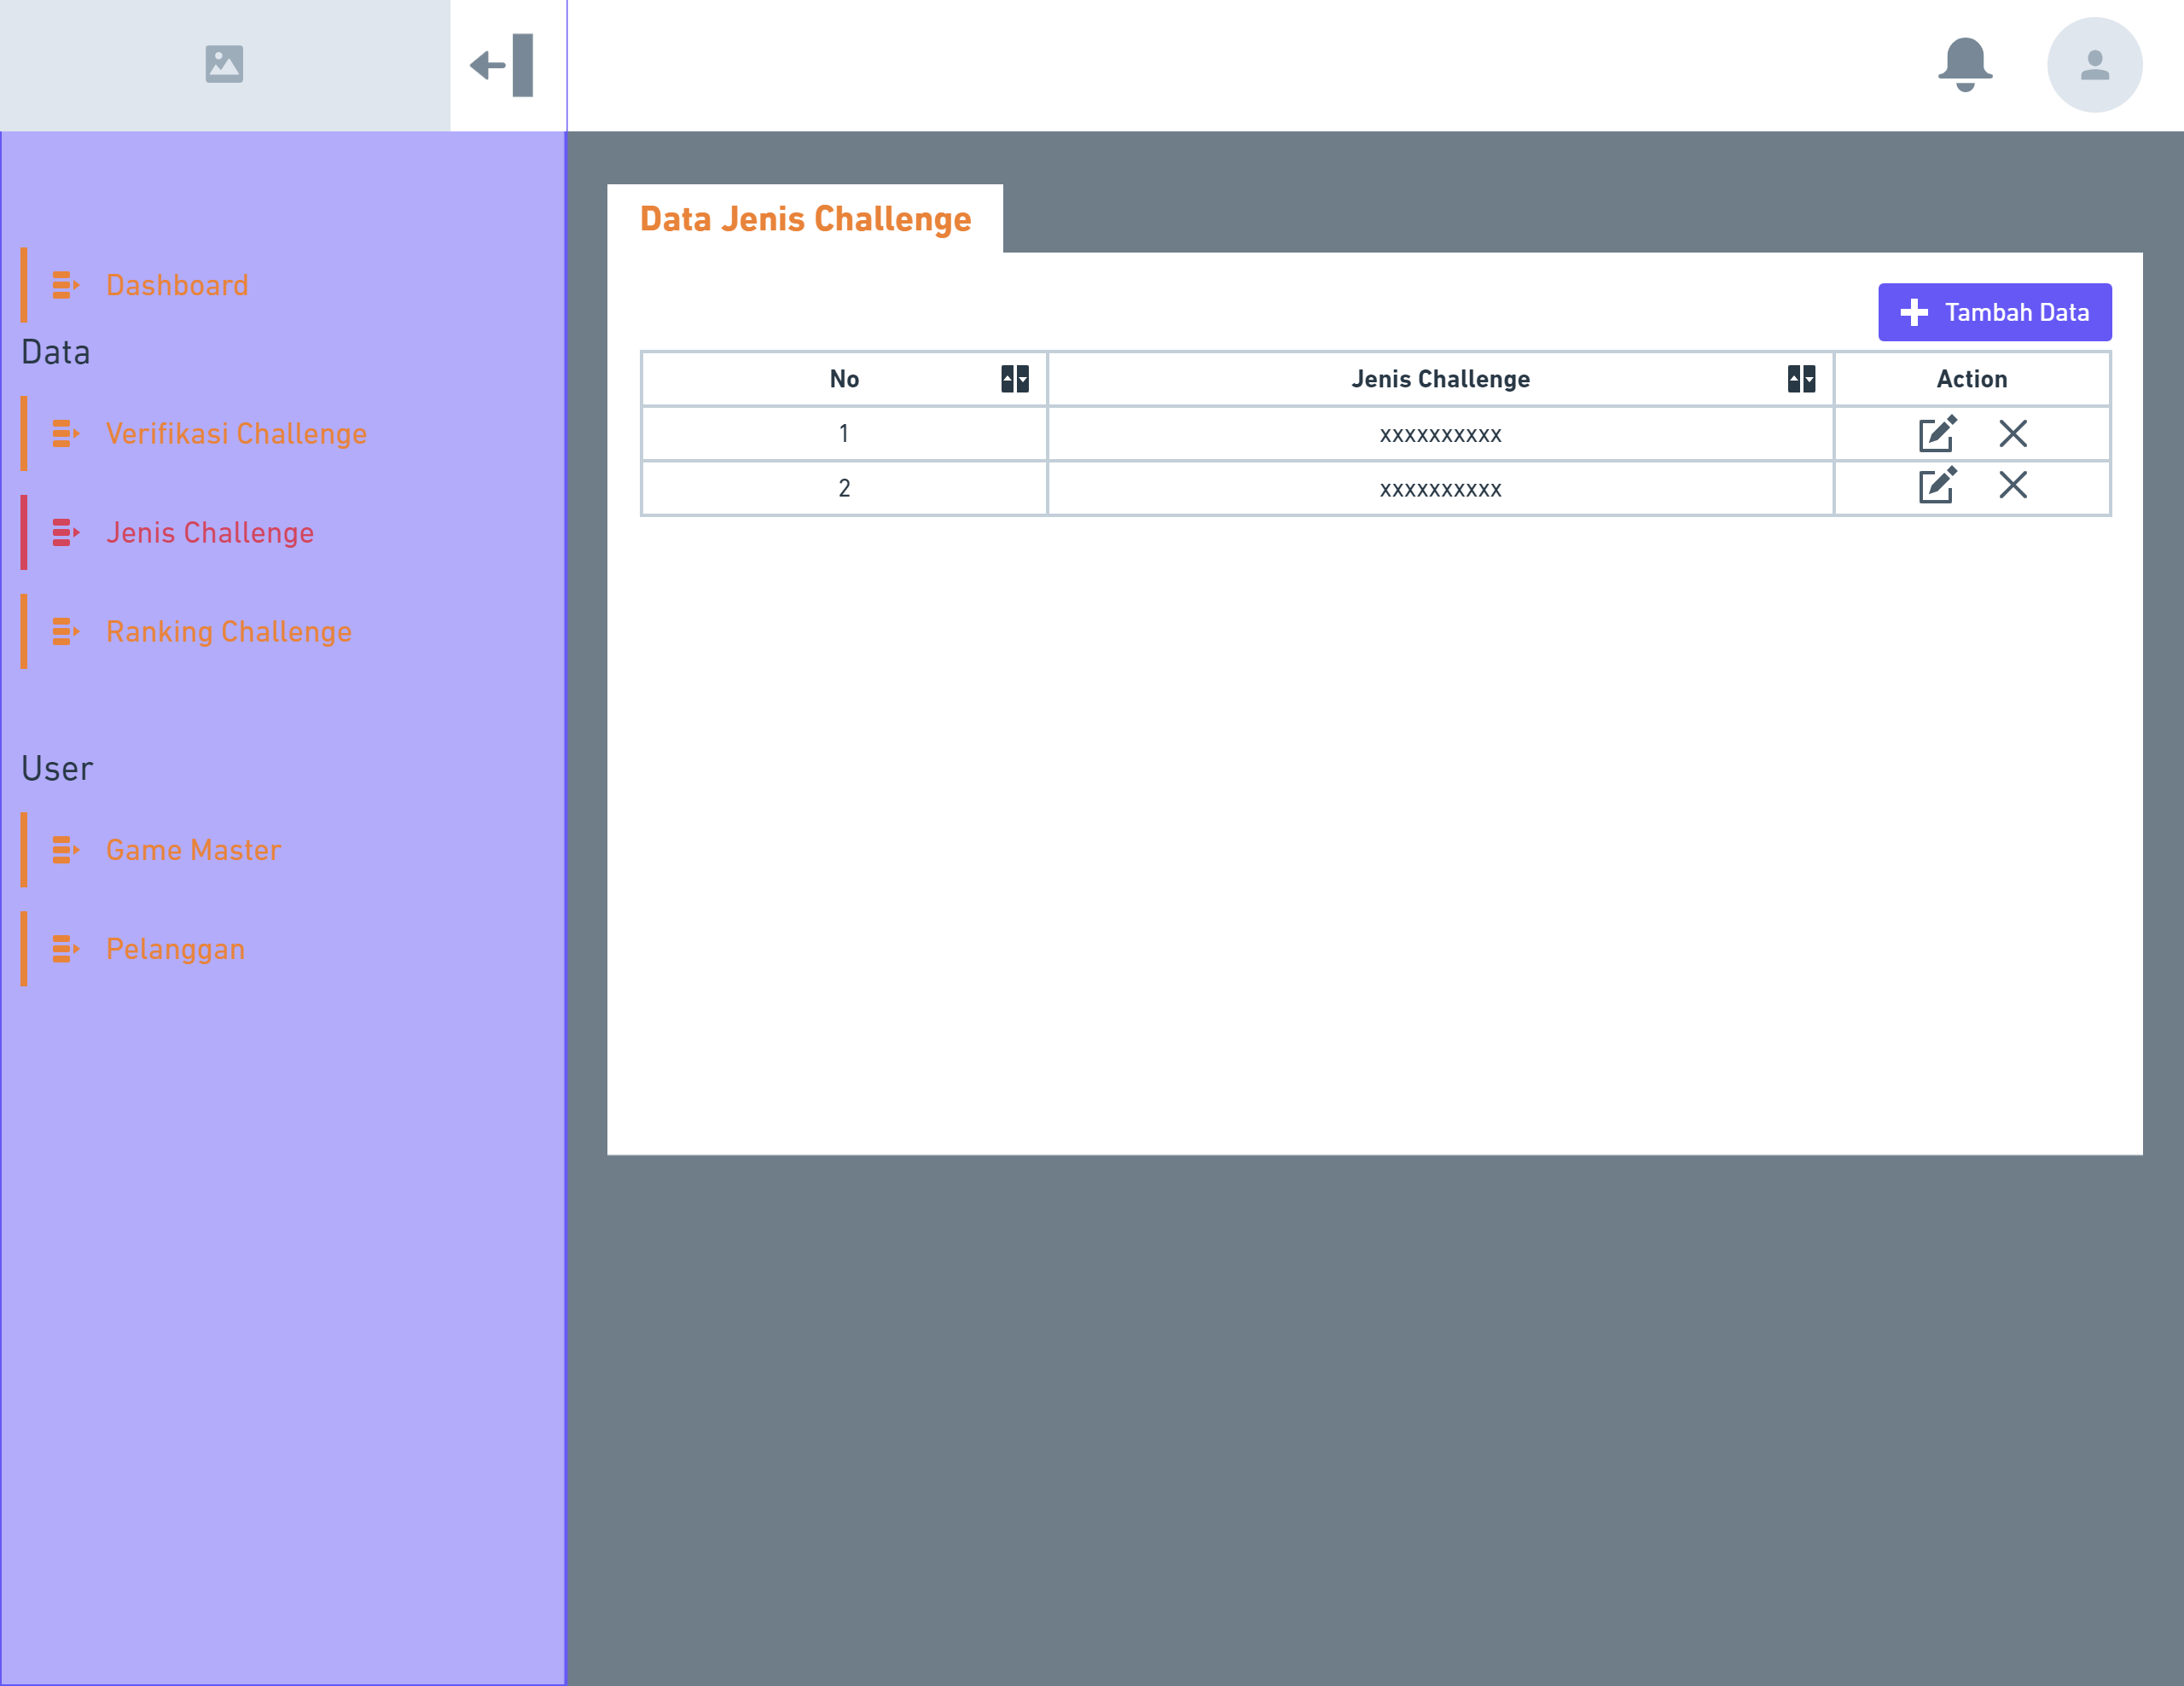 Dashboard
Data
Verifikasi Challenge
Jenis Challenge
Ranking Challenge
User
Game Master
Pelanggan
Data Jenis Challenge
Tambah Data
No Jenis Challenge Action
1 xxxxxxxxxx
2 xxxxxxxxxx